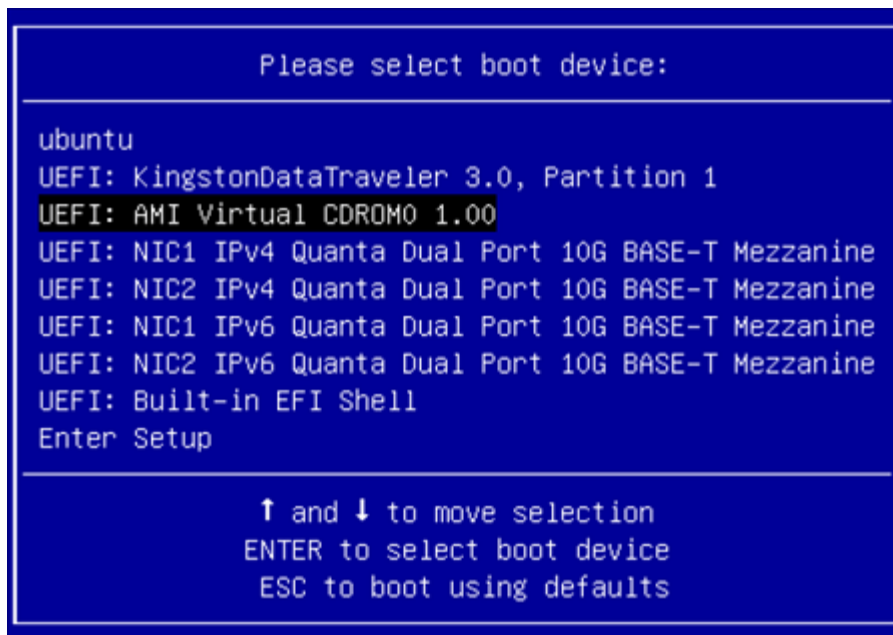 Please select boot device:
ubuntu
UEFI: KingstonDataTraveler 3.0, Partition 1
UEFI: AMI Virtual CDROM0 1.00
UEFI: NIC1 IPv4 Quanta Dual Port 10G BASE-T Mezzanine
UEFI: NIC2 IPv4 Quanta Dual Port 10G BASE-T Mezzanine
UEFI: NIC1 IPv6 Quanta Dual Port 10G BASE-T Mezzanine
UEFI: NIC2 IPv6 Quanta Dual Port 10G BASE-T Mezzanine
UEFI: Built-in EFI Shell
Enter Setup
↑ and ↓ to move selection
ENTER to select boot device
ESC to boot using defaults